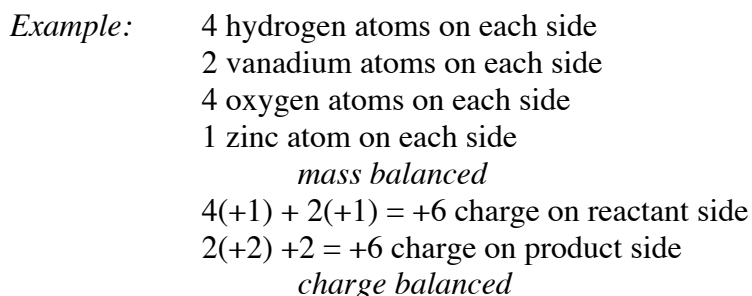 Example: 4 hydrogen atoms on each side
2 vanadium atoms on each side
4 oxygen atoms on each side
1 zinc atom on each side
mass balanced
4(+1) + 2(+1) = +6 charge on reactant side
2(+2) +2 = +6 charge on product side
charge balanced